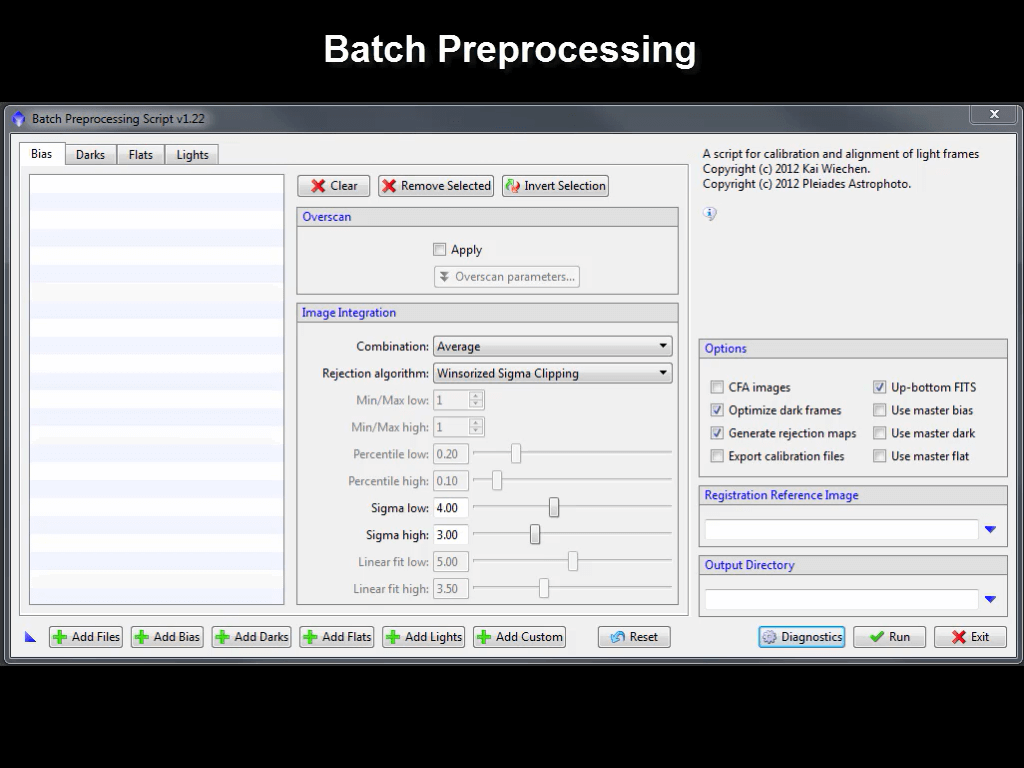 Batch Preprocessing
Batch Preprocessing Script v1.22
Bias Darks Flats Lights
Clear Remove Selected Invert Selection
Overscan
Apply
Overscan parameters...
Image Integration
Combination: Average
Rejection algorithm: Winsorized Sigma Clipping
Min/Max low: 1
Min/Max high: 1
Percentile low: 0.20
Percentile high: 0.10
Sigma low: 4.00
Sigma high: 3.00
Linear fit low: 5.00
Linear fit high: 3.50
A script for calibration and alignment of light frames
Copyright (c) 2012 Kai Wiechen.
Copyright (c) 2012 Pleiades Astrophoto.
Options
CFA images Up-bottom FITS
Optimize dark frames Use master bias
Generate rejection maps Use master dark
Export calibration files Use master flat
Registration Reference Image
Output Directory
Add Files Add Bias Add Darks Add Flats Add Lights Add Custom Reset Diagnostics Run Exit